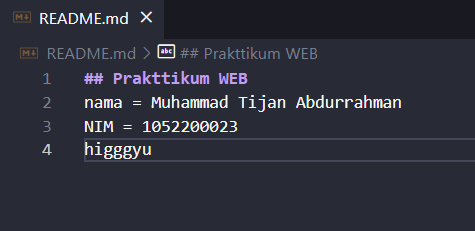 README.md
README.md > ## Prakttikum WEB
1 ## Prakttikum WEB
2 nama = Muhammad Tijan Abdurrahman
3 NIM = 1052200023
4 higggyu